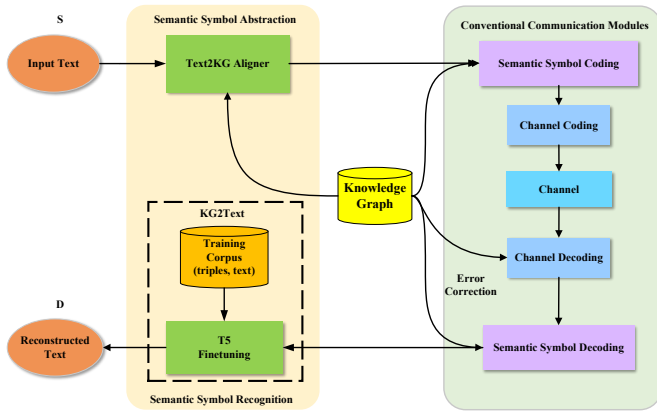 S
Semantic Symbol Abstraction
Conventional Communication Modules
Input Text
Text2KG Aligner
Semantic Symbol Coding
Channel Coding
Knowledge
Graph
Channel
KG2Text
Training
Corpus
(triples, text)
Channel Decoding
Error
Correction
D
Reconstructed
Text
T5
Finetuning
Semantic Symbol Decoding
Semantic Symbol Recognition